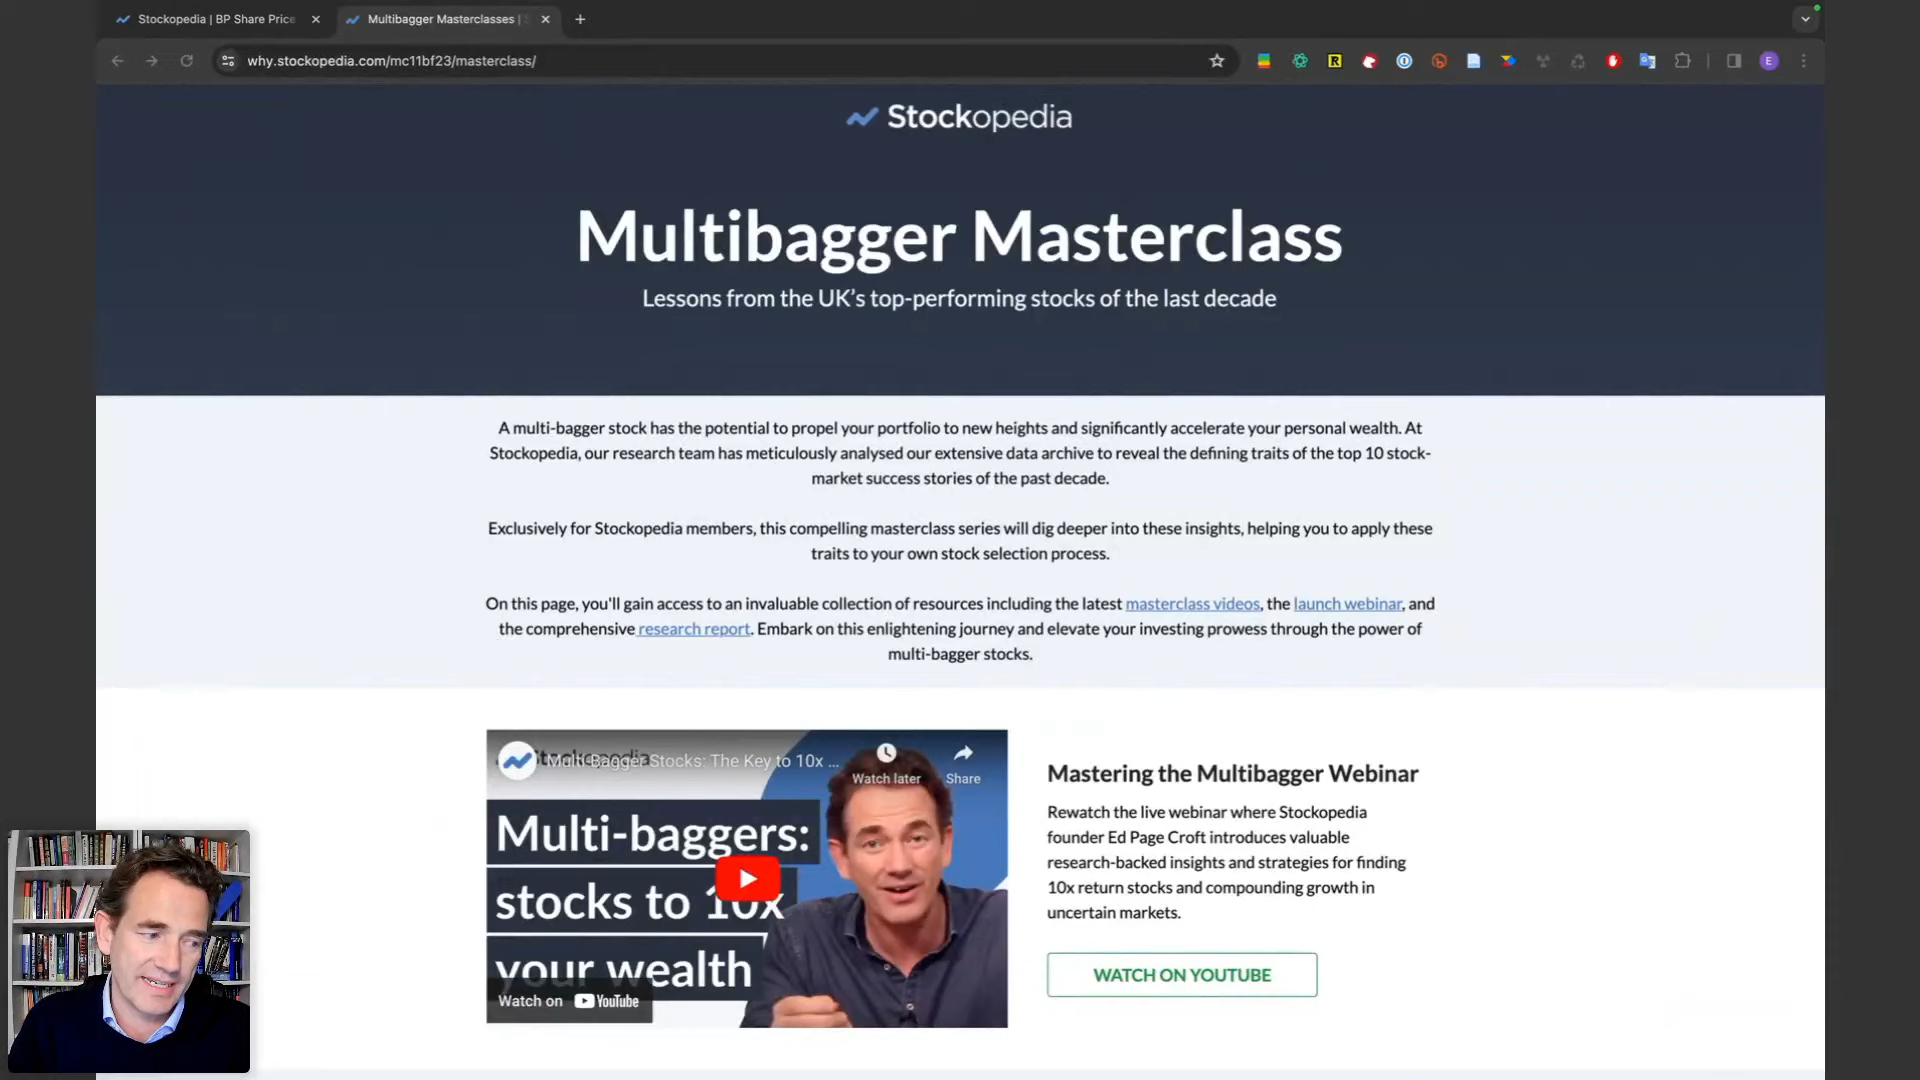 Stockopedia | BP Share Price
Multibagger Masterclasses |
why.stockopedia.com/mc11bf23/masterclass/
E
Stockopedia
Multibagger Masterclass
Lessons from the UK's top-performing stocks of the last decade
A multi-bagger stock has the potential to propel your portfolio to new heights and significantly accelerate your personal wealth. At
Stockopedia, our research team has meticulously analysed our extensive data archive to reveal the defining traits of the top 10 stock-
market success stories of the past decade.
Exclusively for Stockopedia members, this compelling masterclass series will dig deeper into these insights, helping you to apply these
traits to your own stock selection process.
On this page, you'll gain access to an invaluable collection of resources including the latest masterclass videos, the launch webinar, and
the comprehensive research report. Embark on this enlightening journey and elevate your investing prowess through the power of
multi-bagger stocks.
Multi-Bagger Stocks: The Key to 10x ...
Watch later
Share
Multi-baggers:
stocks to 10x
your wealth
Watch on YouTube
Mastering the Multibagger Webinar
Rewatch the live webinar where Stockopedia
founder Ed Page Croft introduces valuable
research-backed insights and strategies for finding
10x return stocks and compounding growth in
uncertain markets.
WATCH ON YOUTUBE